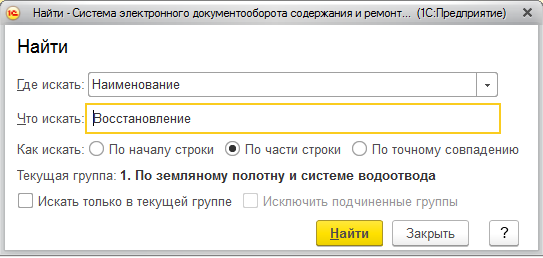 1С Найти - Система электронного документооборота содержания и ремонт... (1С:Предприятие)
Найти
Где искать: Наименование
Что искать: Восстановление
Как искать: По началу строки По части строки По точному совпадению
Текущая группа: 1. По земляному полотну и системе водоотвода
Искать только в текущей группе Исключить подчиненные группы
Найти Закрыть ?